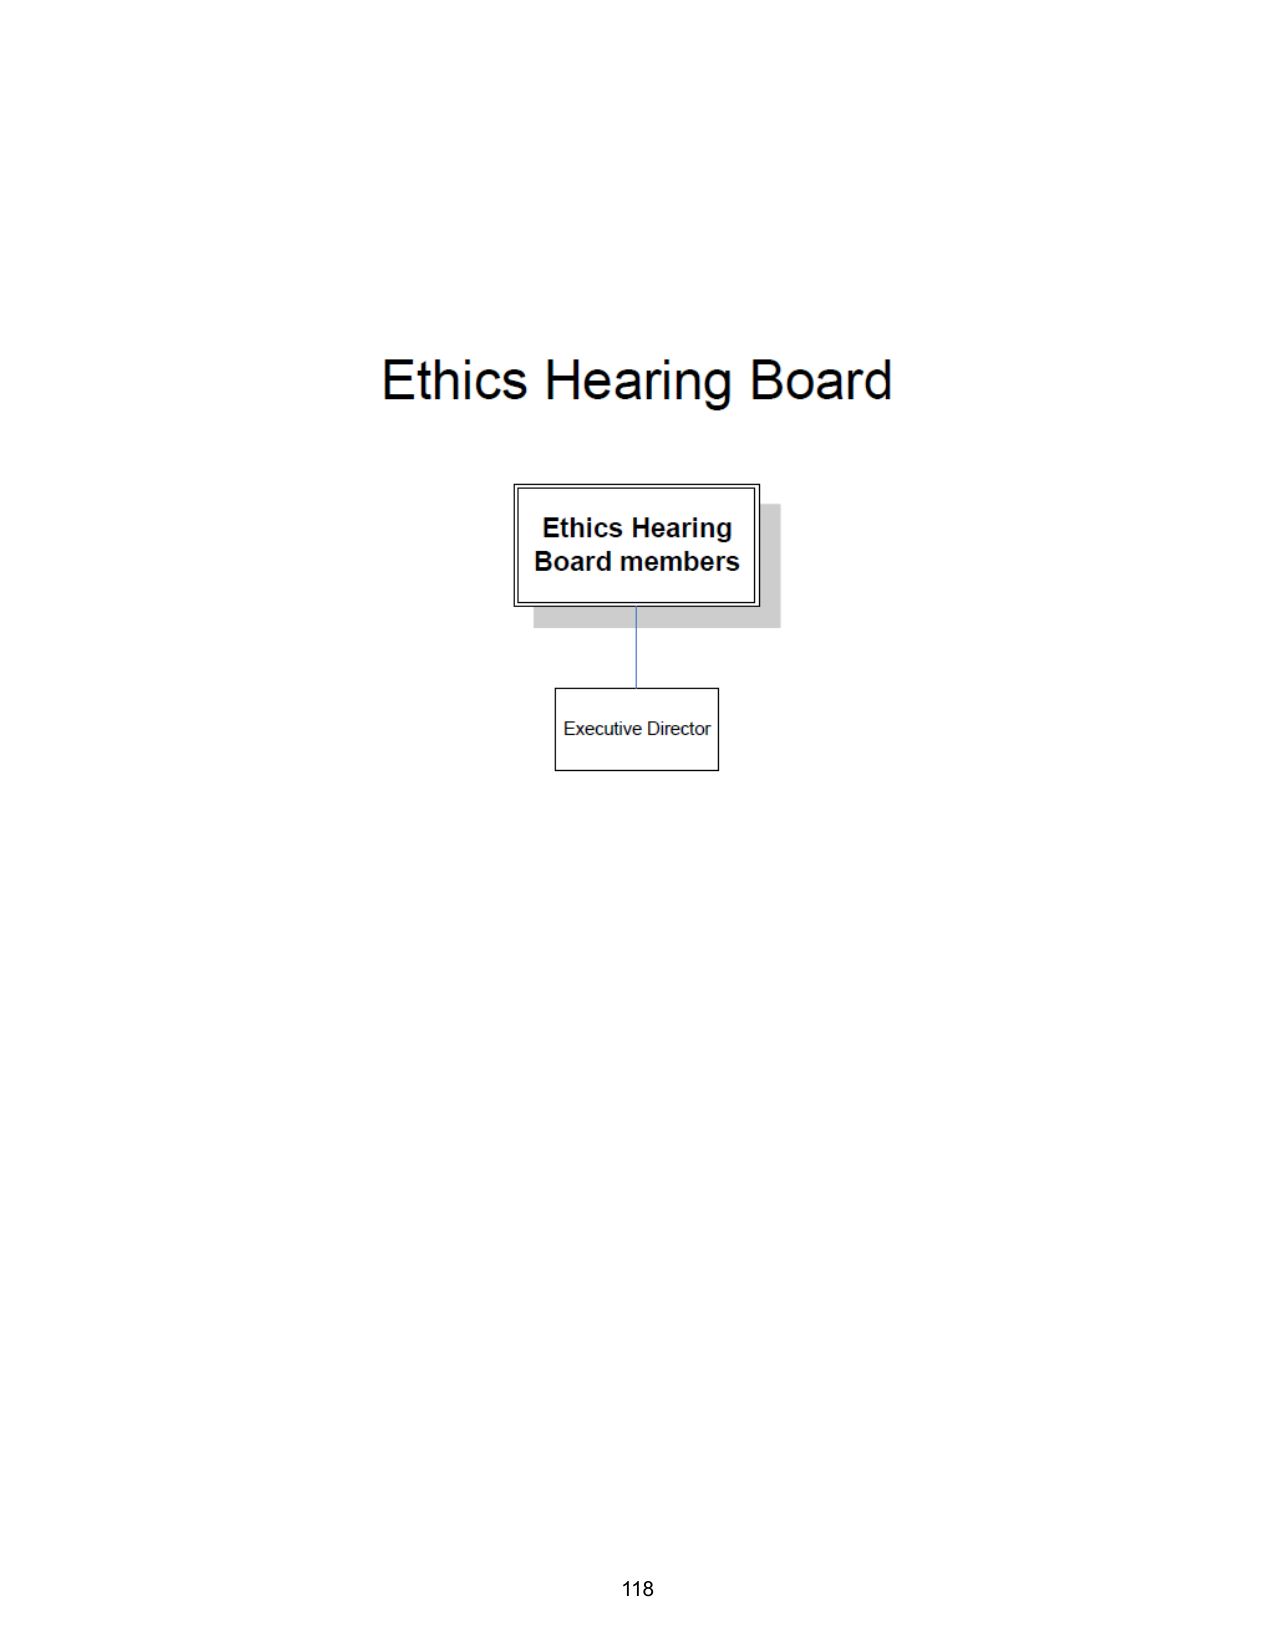 Ethics Hearing Board
Ethics Hearing
Board members
Executive Director
118